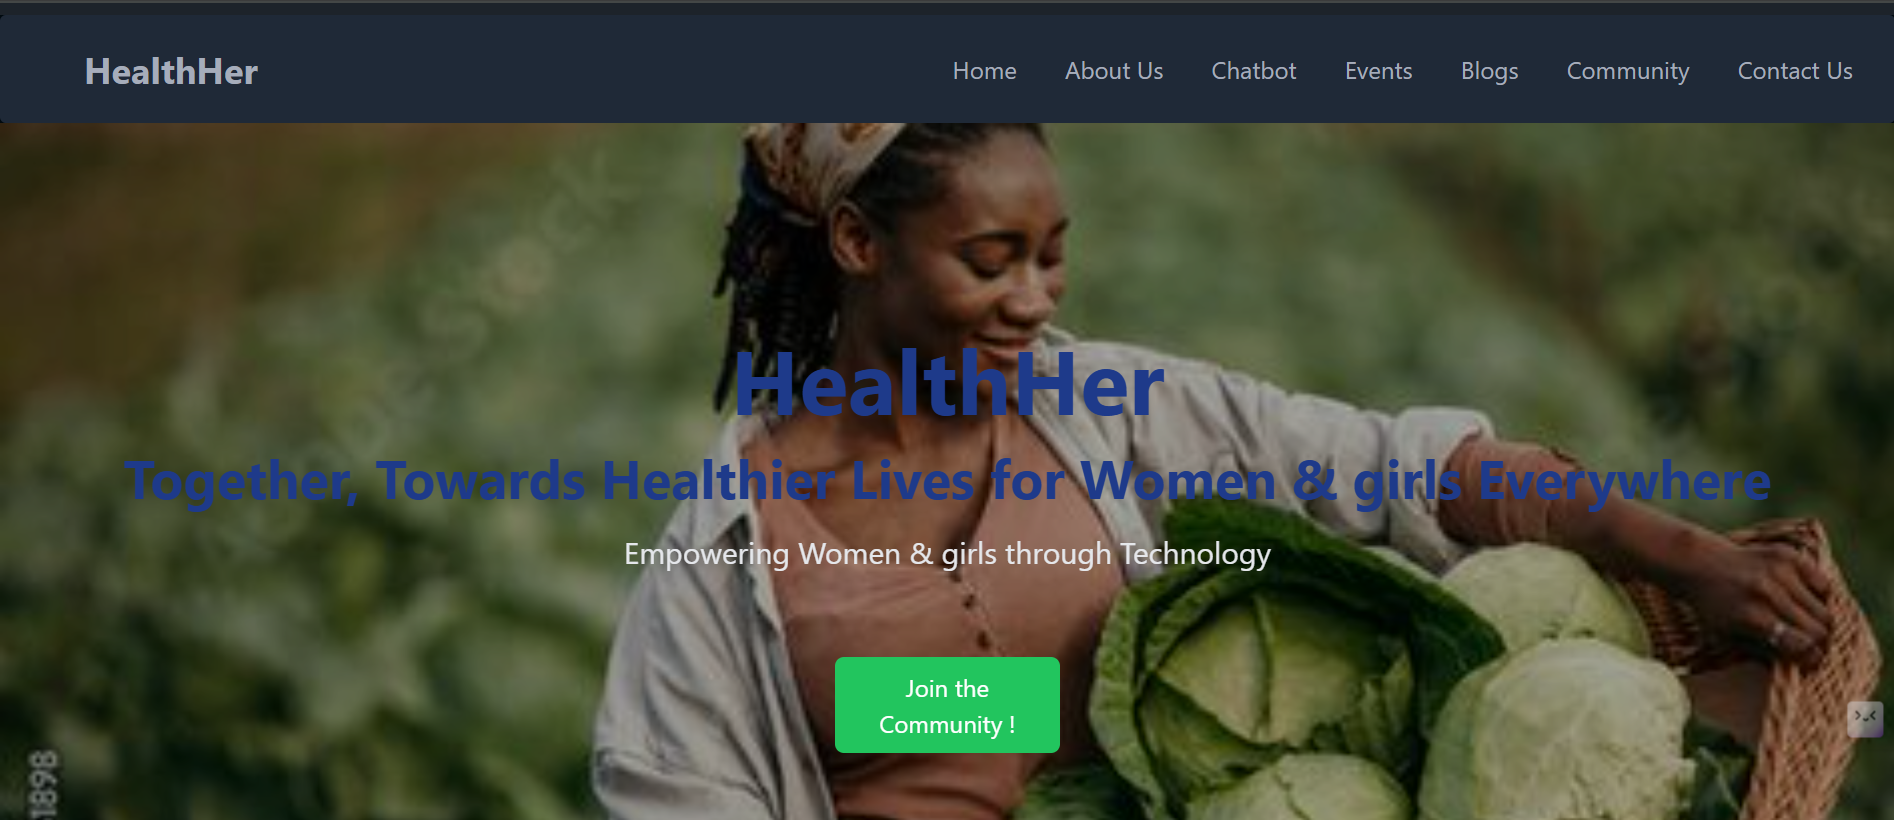 HealthHer
Home About Us Chatbot Events Blogs Community Contact Us
HealthHer
Together, Towards Healthier Lives for Women & girls Everywhere
Empowering Women & girls through Technology
Join the
Community !